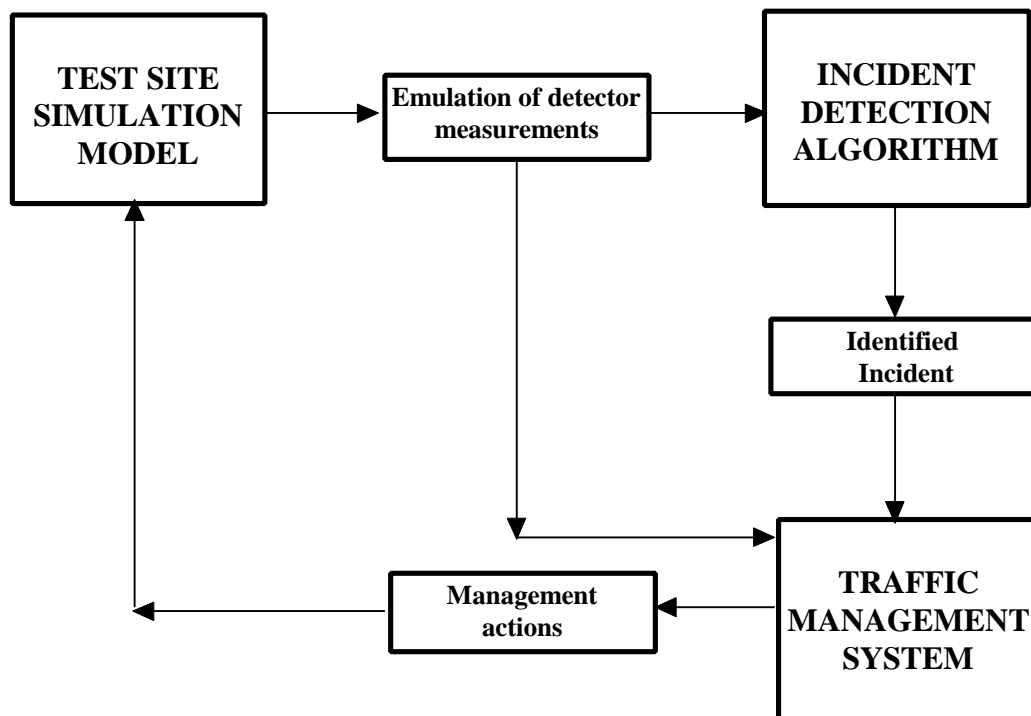 TEST SITE
SIMULATION
MODEL
Emulation of detector
measurements
INCIDENT
DETECTION
ALGORITHM
Identified
Incident
TRAFFIC
MANAGEMENT
SYSTEM
Management
actions